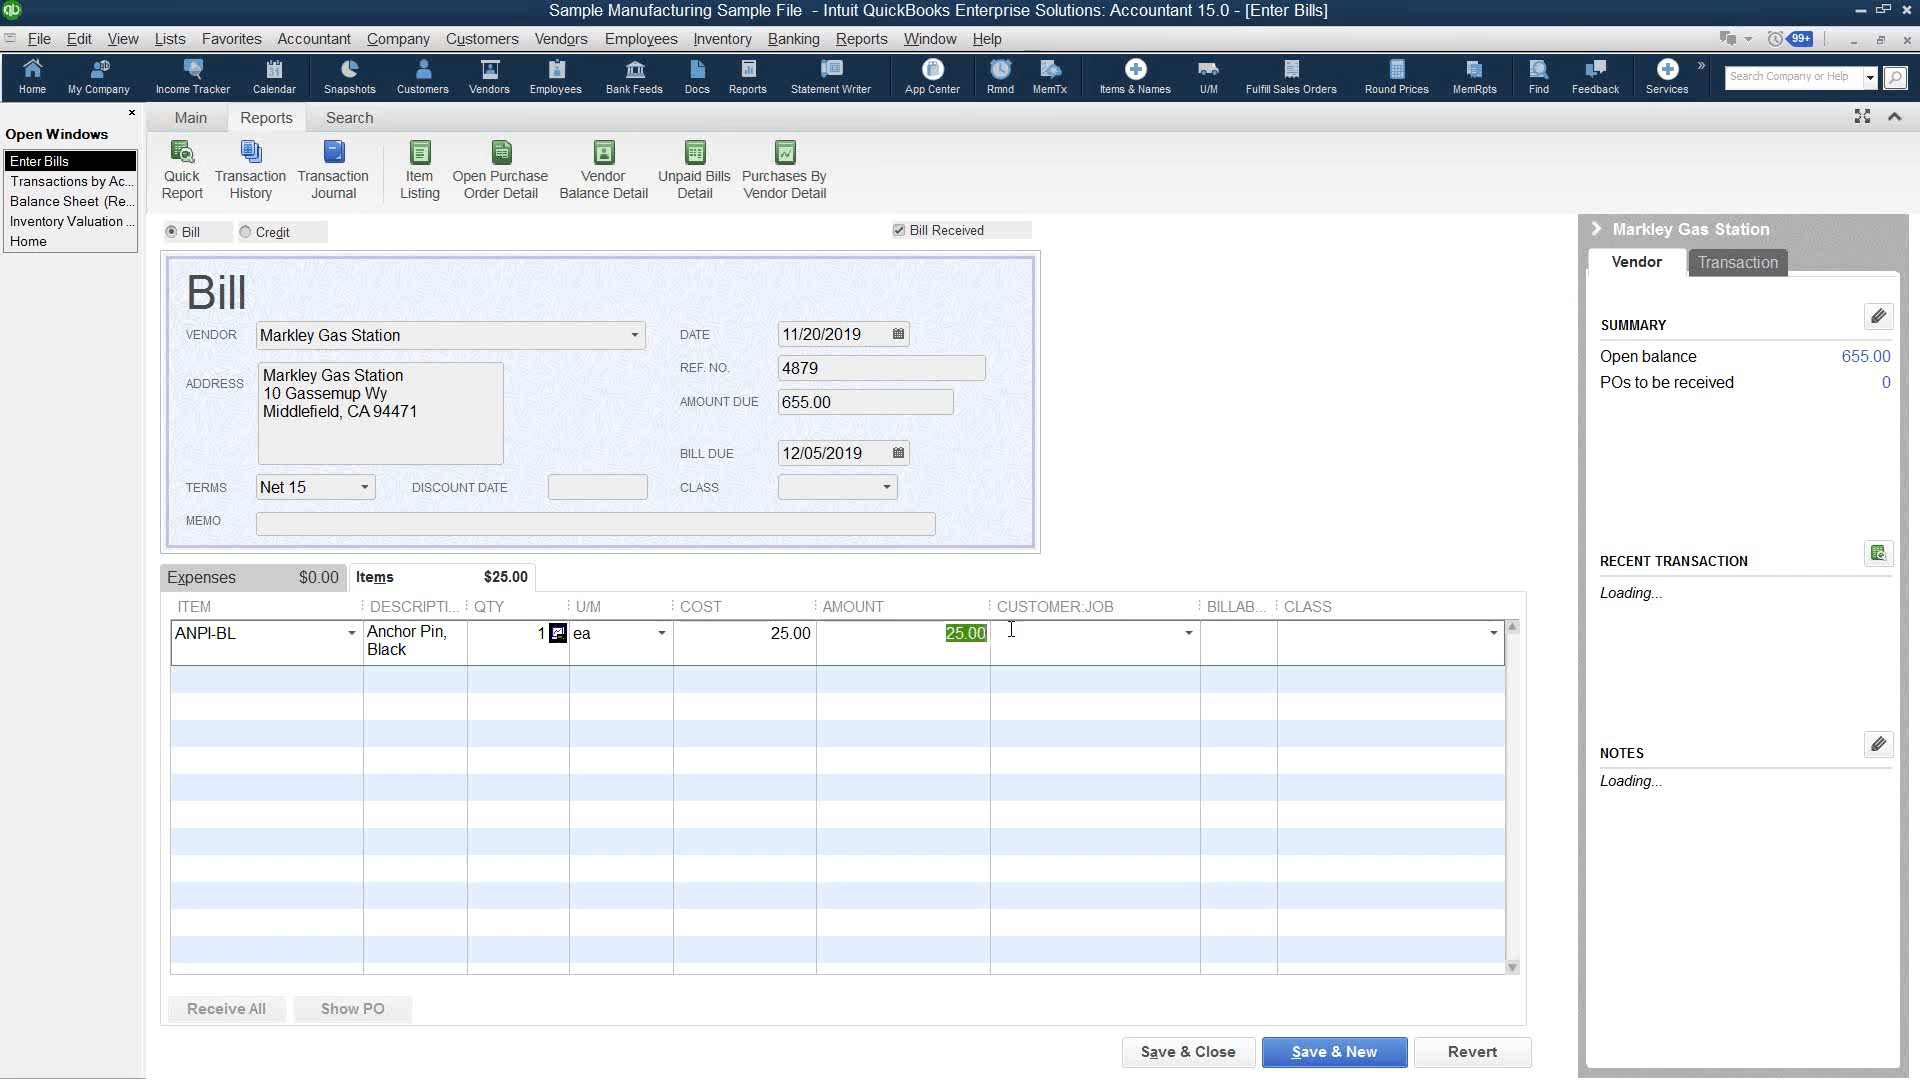 Sample Manufacturing Sample File - Intuit QuickBooks Enterprise Solutions: Accountant 15.0 - [Enter Bills]
File Edit View Lists Favorites Accountant Company Customers Vendors Employees Inventory Banking Reports Window Help
99+
Home My Company Income Tracker Calendar Snapshots Customers Vendors Employees Bank Feeds Docs Reports Statement Writer App Center Rmnd MemTx Items & Names U/M Fulfill Sales Orders Round Prices MemRpts Find Feedback Services » Search Company or Help
Open Windows
Enter Bills
Transactions by Ac...
Balance Sheet (Re...
Inventory Valuation ...
Home
Main Reports Search
Quick Report
Transaction History
Transaction Journal
Item Listing
Open Purchase Order Detail
Vendor Balance Detail
Unpaid Bills Detail
Purchases By Vendor Detail
Bill Credit Bill Received
Bill
VENDOR Markley Gas Station DATE 11/20/2019
ADDRESS Markley Gas Station
10 Gassemup Wy
Middlefield, CA 94471
REF. NO. 4879
AMOUNT DUE 655.00
BILL DUE 12/05/2019
TERMS Net 15 DISCOUNT DATE CLASS
MEMO
Expenses $0.00 Items $25.00
ITEM DESCRIPTI... QTY U/M COST AMOUNT CUSTOMER:JOB BILLAB... CLASS
ANPI-BL Anchor Pin, Black 1 ea 25.00 25.00
Receive All Show PO
Save & Close Save & New Revert
Markley Gas Station
Vendor Transaction
SUMMARY
Open balance 655.00
POs to be received 0
RECENT TRANSACTION
Loading...
NOTES
Loading...